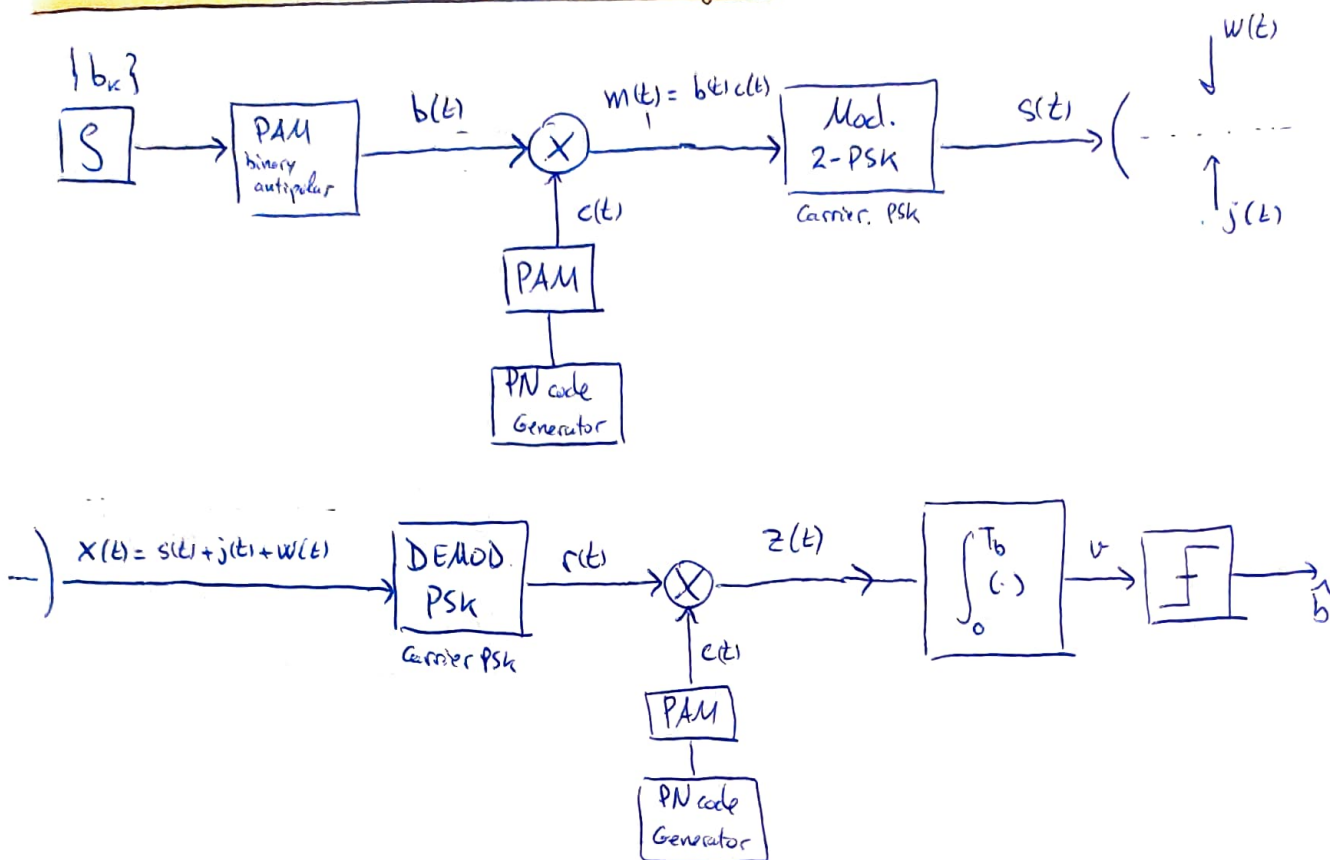 {bₖ}
S
PAM
binary
antipolar
b(t)
X
m(t) = b(t) c(t)
c(t)
PAM
PN code
Generator
Mod.
2-PSK
Carrier. PSK
s(t)
w(t)
j(t)
x(t) = s(t) + j(t) + w(t)
DEMOD.
PSK
Carrier PSK
r(t)
X
c(t)
PAM
PN code
Generator
z(t)
∫₀^Tb (·)
v
b̂